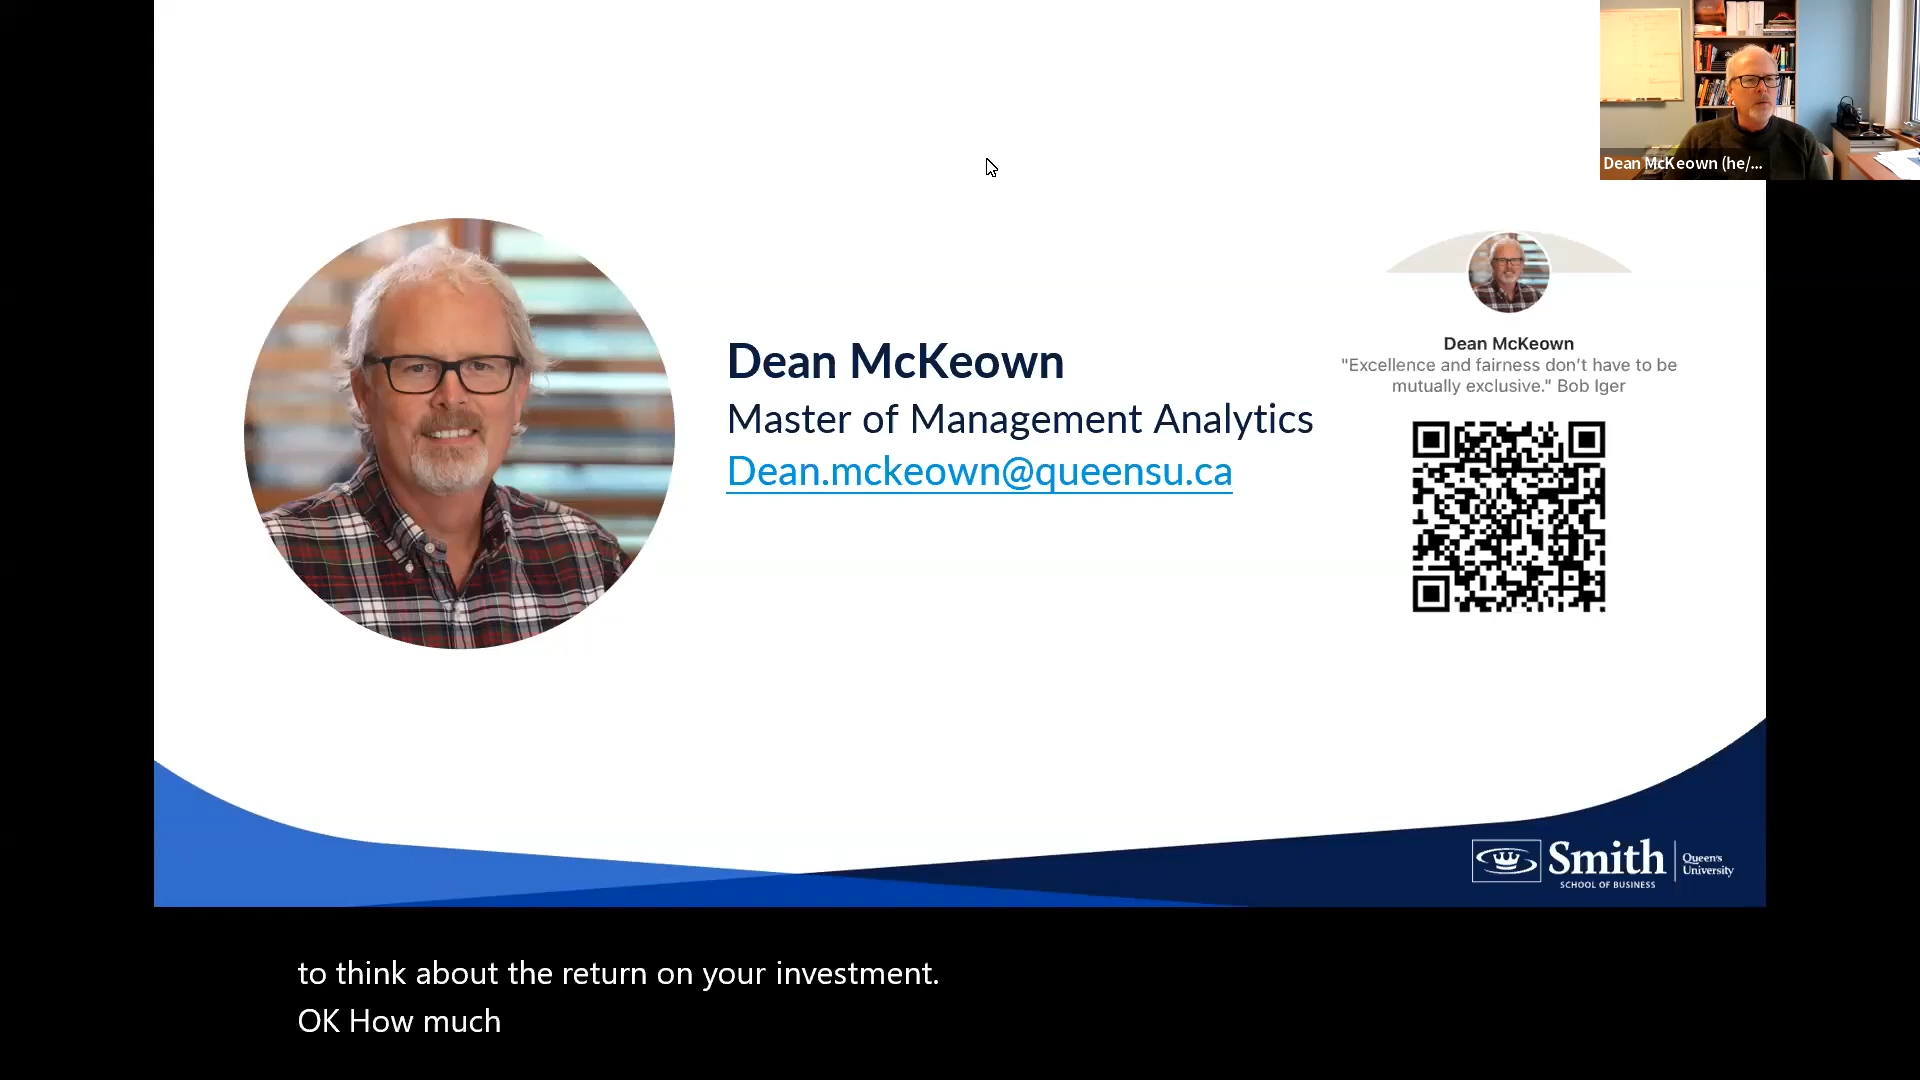 Dean McKeown (he/...
Dean McKeown
Master of Management Analytics
Dean.mckeown@queensu.ca
Dean McKeown
"Excellence and fairness don't have to be
mutually exclusive." Bob Iger
Smith
SCHOOL OF BUSINESS
Queen's
University
to think about the return on your investment.
OK How much